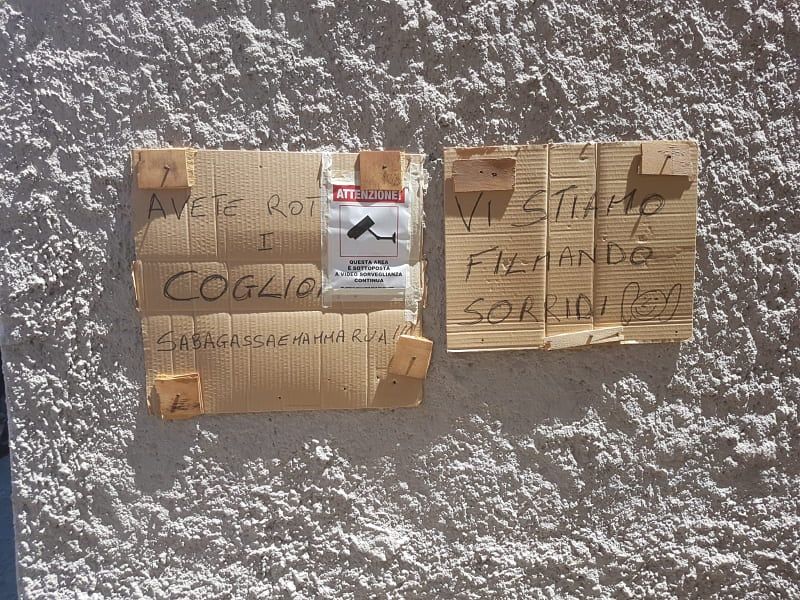 AVETE ROT
I
COGLIO
SABAGASSAEMAMMARUA!!
ATTENZIONE!
QUESTA AREA
È SOTTOPOSTA
A VIDEO SORVEGLIANZA
CONTINUA
VI STIAMO
FILMANDO
SORRIDI